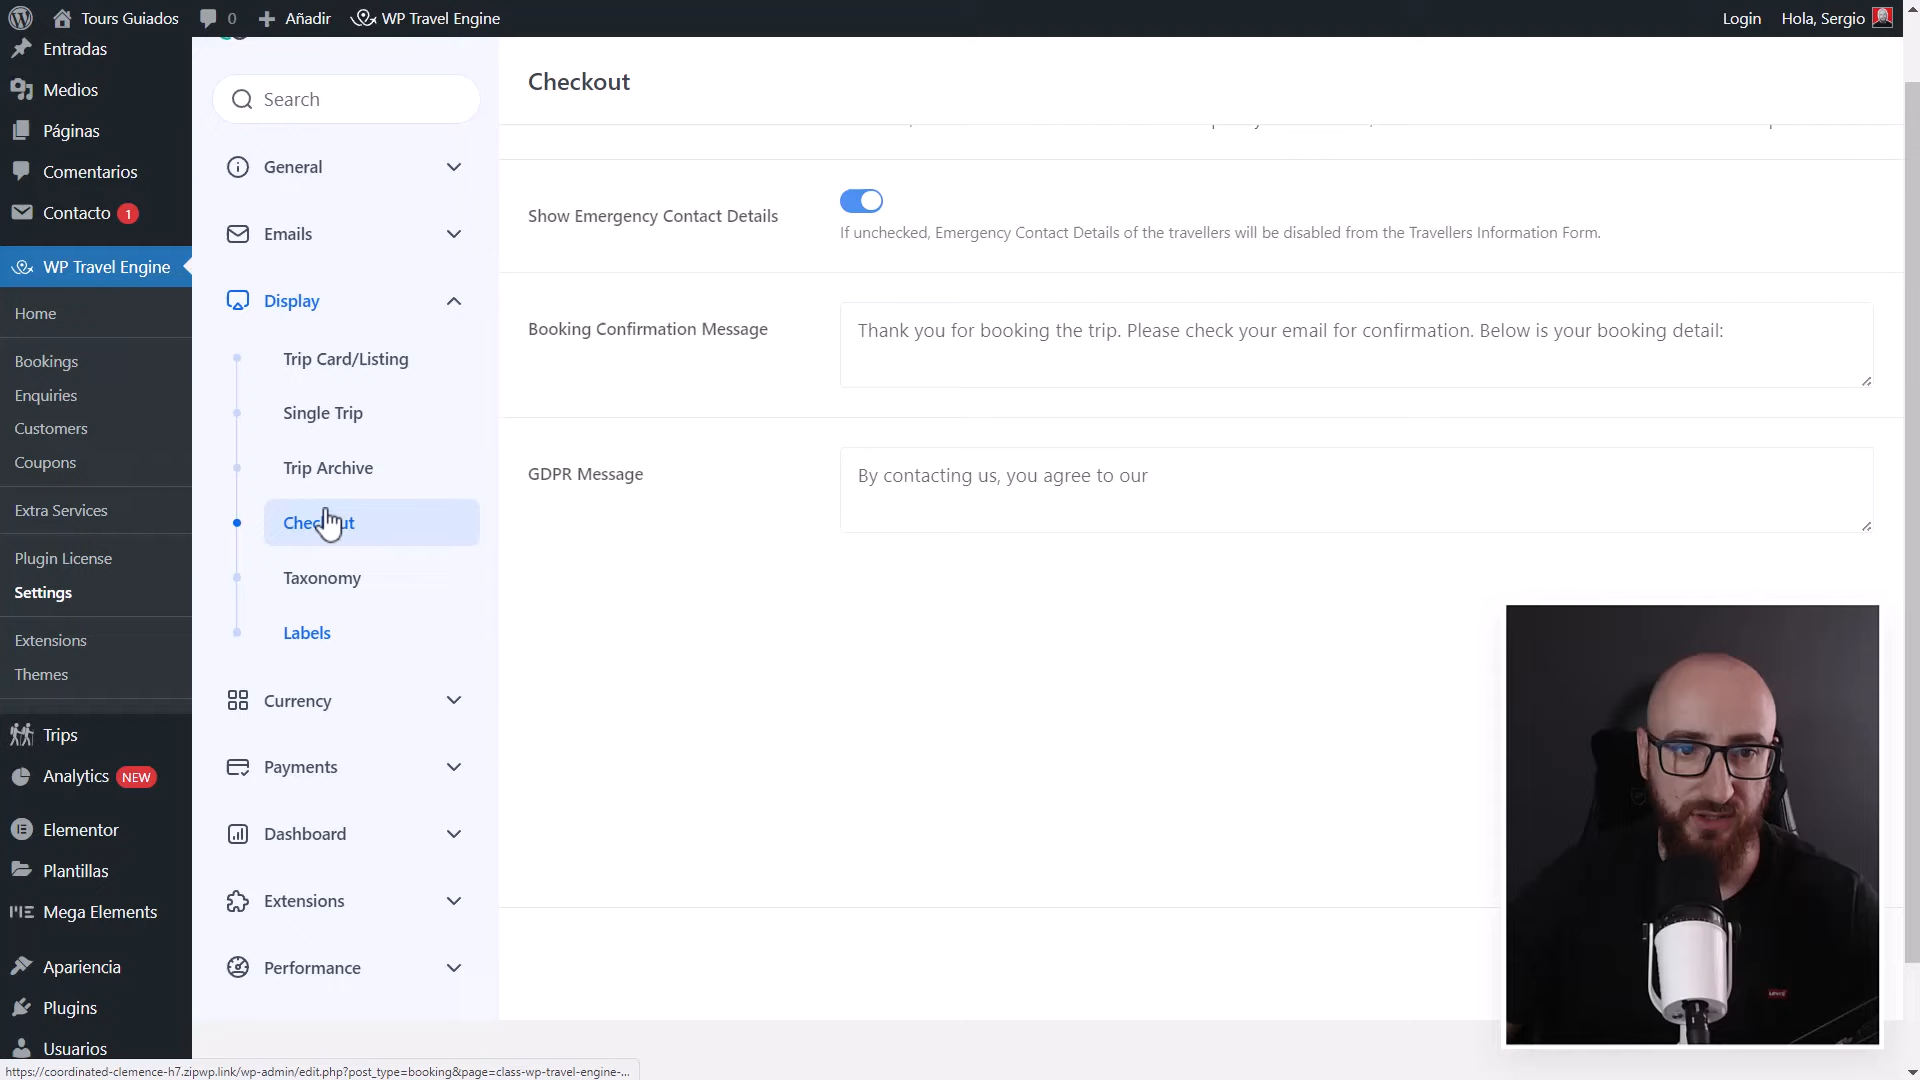 Tours Guiados
0
Añadir
WP Travel Engine
Login
Hola, Sergio
Entradas
Medios
Páginas
Comentarios
Contacto 1
WP Travel Engine
Home
Bookings
Enquiries
Customers
Coupons
Extra Services
Plugin License
Settings
Extensions
Themes
Trips
Analytics NEW
Elementor
Plantillas
Mega Elements
Apariencia
Plugins
Usuarios
Search
General
Emails
Display
Trip Card/Listing
Single Trip
Trip Archive
Checkout
Taxonomy
Labels
Currency
Payments
Dashboard
Extensions
Performance
Checkout
Show Emergency Contact Details
If unchecked, Emergency Contact Details of the travellers will be disabled from the Travellers Information Form.
Booking Confirmation Message
Thank you for booking the trip. Please check your email for confirmation. Below is your booking detail:
GDPR Message
By contacting us, you agree to our
https://coordinated-clemence-h7.zipwp.link/wp-admin/edit.php?post_type=booking&page=class-wp-travel-engine-...